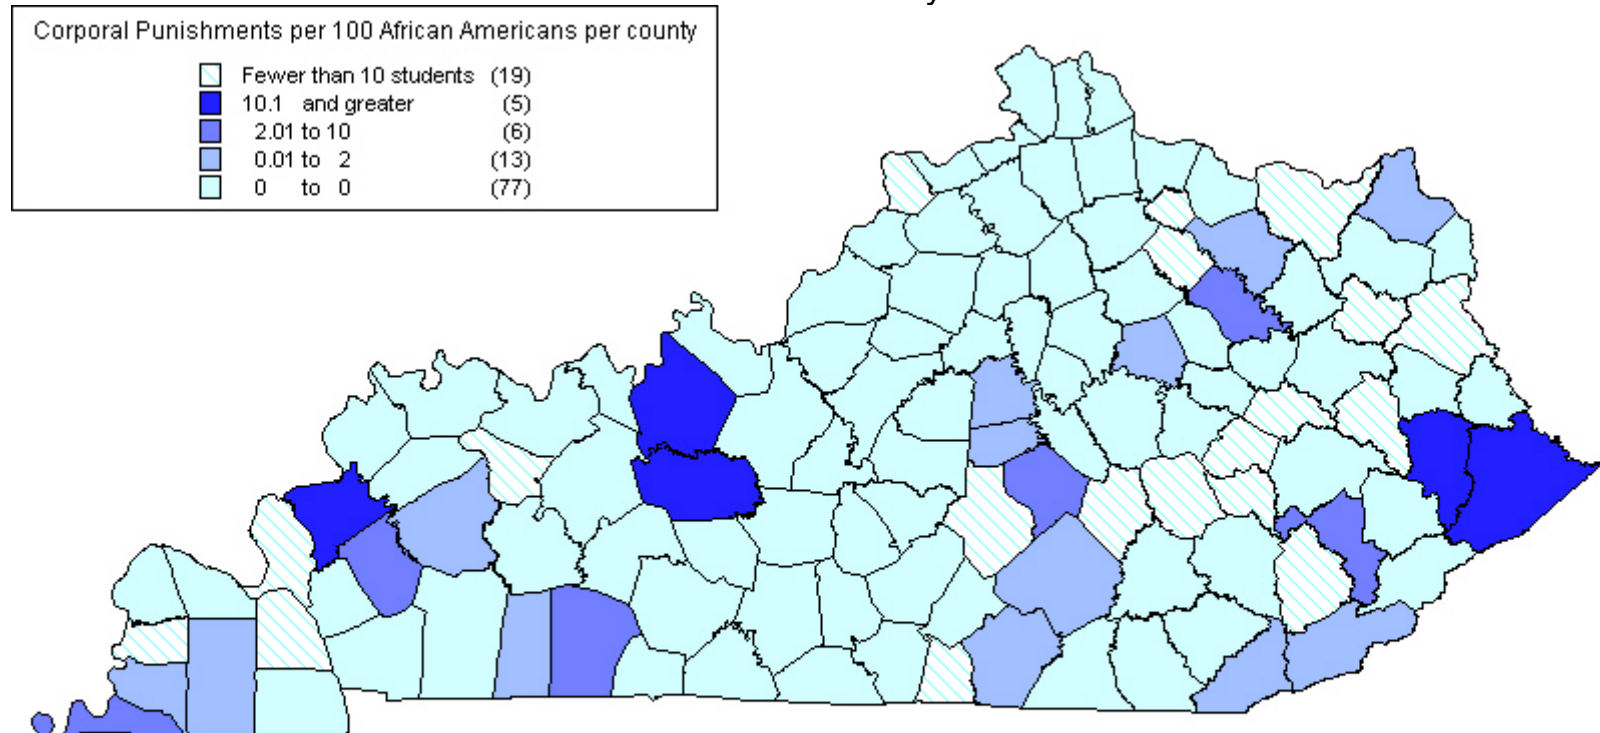 Corporal Punishments per 100 African Americans per county
Fewer than 10 students (19)
10.1 and greater (5)
2.01 to 10 (6)
0.01 to 2 (13)
0 to 0 (77)